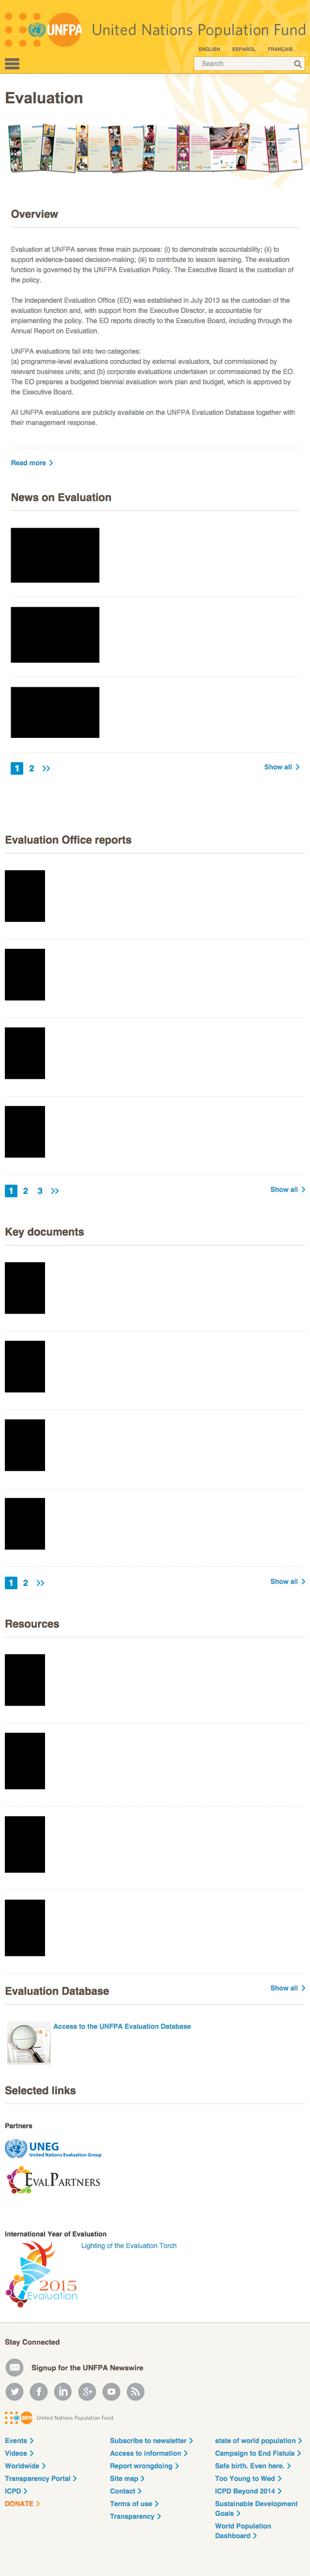 UNFPA
United Nations Population Fund
ENGLISH ESPAÑOL FRANÇAIS
Search
Evaluation
Overview
Evaluation at UNFPA serves three main purposes: (i) to demonstrate accountability; (ii) to
support evidence-based decision-making; (iii) to contribute to lesson learning. The evaluation
function is governed by the UNFPA Evaluation Policy. The Executive Board is the custodian of
the policy.
The Independent Evaluation Office (EO) was established in July 2013 as the custodian of the
evaluation function and, with support from the Executive Director, is accountable for
implementing the policy. The EO reports directly to the Executive Board, including through the
Annual Report on Evaluation.
UNFPA evaluations fall into two categories:
(a) programme-level evaluations conducted by external evaluators, but commissioned by
relevant business units; and (b) corporate evaluations undertaken or commissioned by the EO.
The EO prepares a budgeted biennial evaluation work plan and budget, which is approved by
the Executive Board.
All UNFPA evaluations are publicly available on the UNFPA Evaluation Database together with
their management response.
Read more
News on Evaluation
1 2 >>
Show all
Evaluation Office reports
1 2 3 >>
Show all
Key documents
1 2 >>
Show all
Resources
Show all
Evaluation Database
Access to the UNFPA Evaluation Database
Selected links
Partners
UNEG
United Nations Evaluation Group
EVALPARTNERS
International Year of Evaluation
Lighting of the Evaluation Torch
2015
Evaluation
Stay Connected
Signup for the UNFPA Newswire
UNFPA United Nations Population Fund
Events
Videos
Worldwide
Transparency Portal
ICPD
DONATE
Subscribe to newsletter
Access to information
Report wrongdoing
Site map
Contact
Terms of use
Transparency
state of world population
Campaign to End Fistula
Safe birth. Even here.
Too Young to Wed
ICPD Beyond 2014
Sustainable Development
Goals
World Population
Dashboard